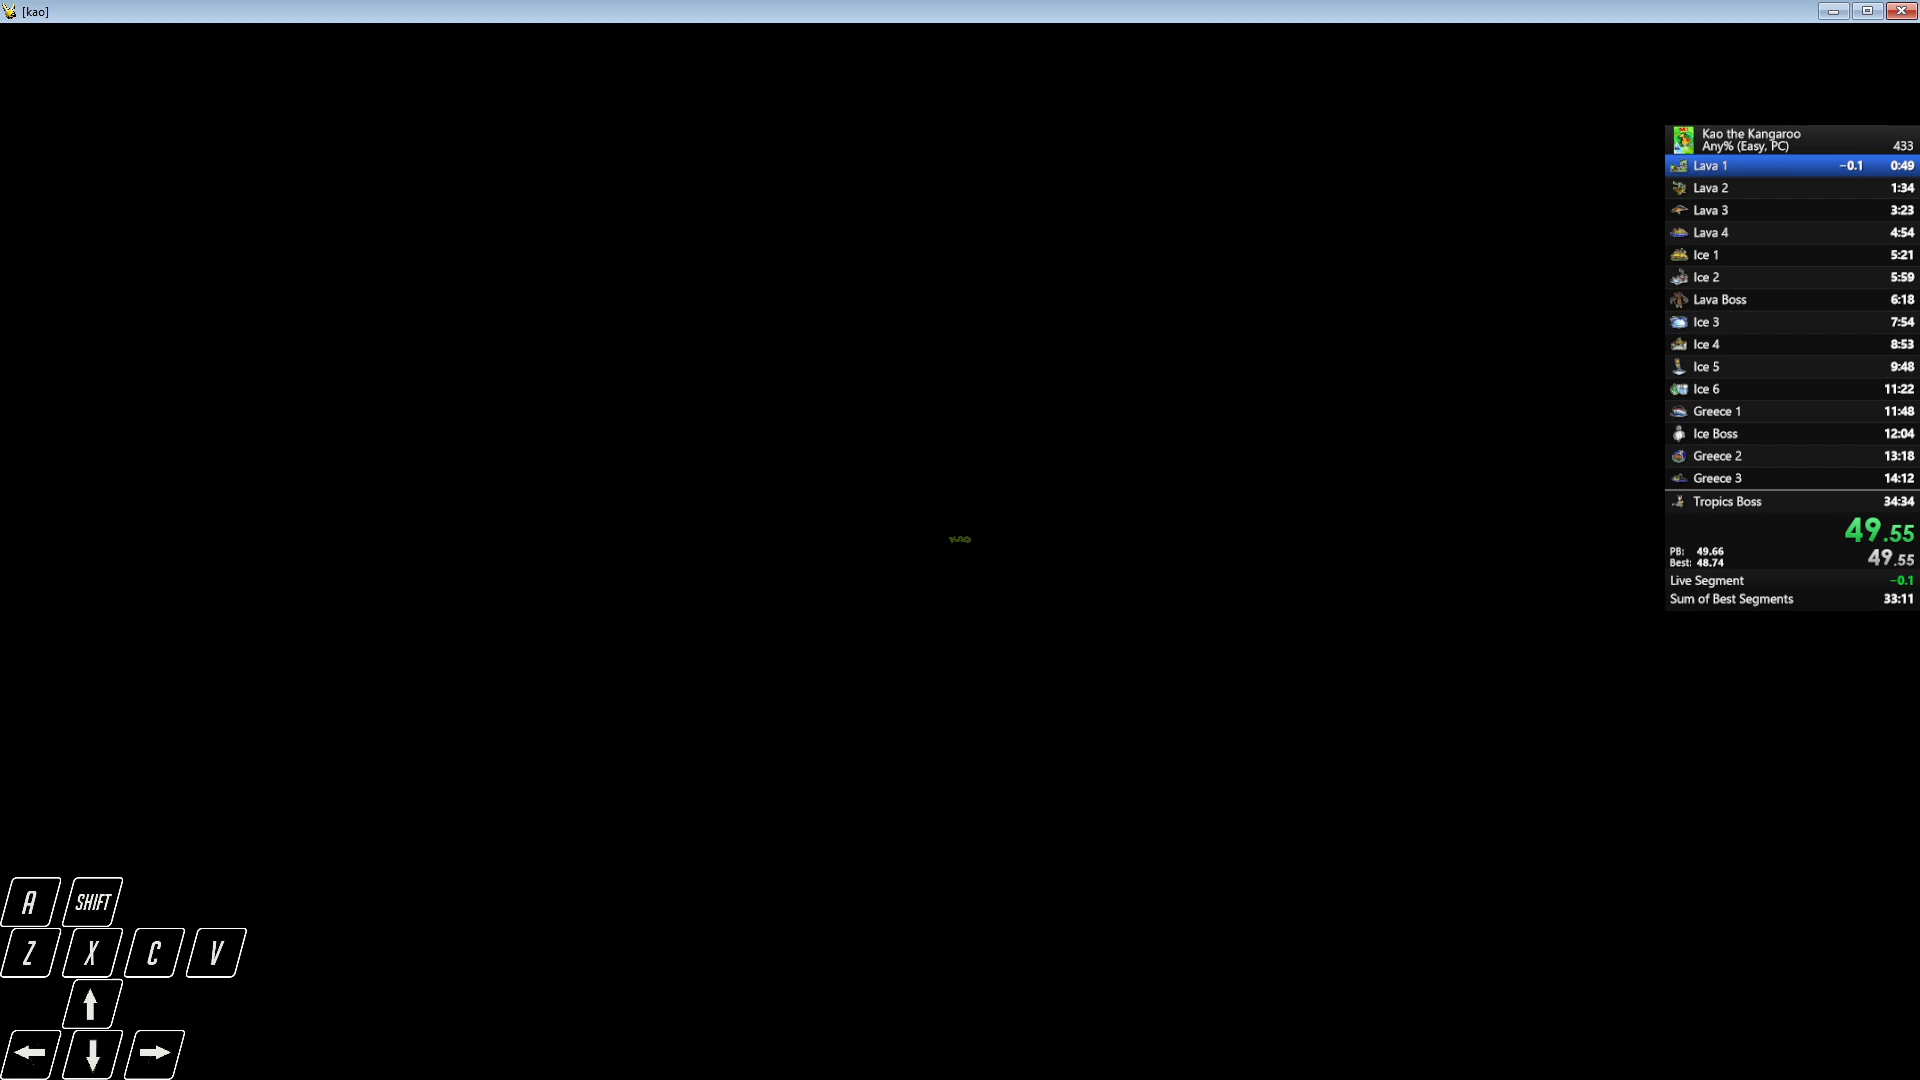 [kao]
Kao the Kangaroo
Any% (Easy, PC) 433
Lava 1 −0.1 0:49
Lava 2 1:34
Lava 3 3:23
Lava 4 4:54
Ice 1 5:21
Ice 2 5:59
Lava Boss 6:18
Ice 3 7:54
Ice 4 8:53
Ice 5 9:48
Ice 6 11:22
Greece 1 11:48
Ice Boss 12:04
Greece 2 13:18
Greece 3 14:12
Tropics Boss 34:34
49.55
PB: 49.66
Best: 48.74
49.55
Live Segment −0.1
Sum of Best Segments 33:11
A SHIFT
Z X C V